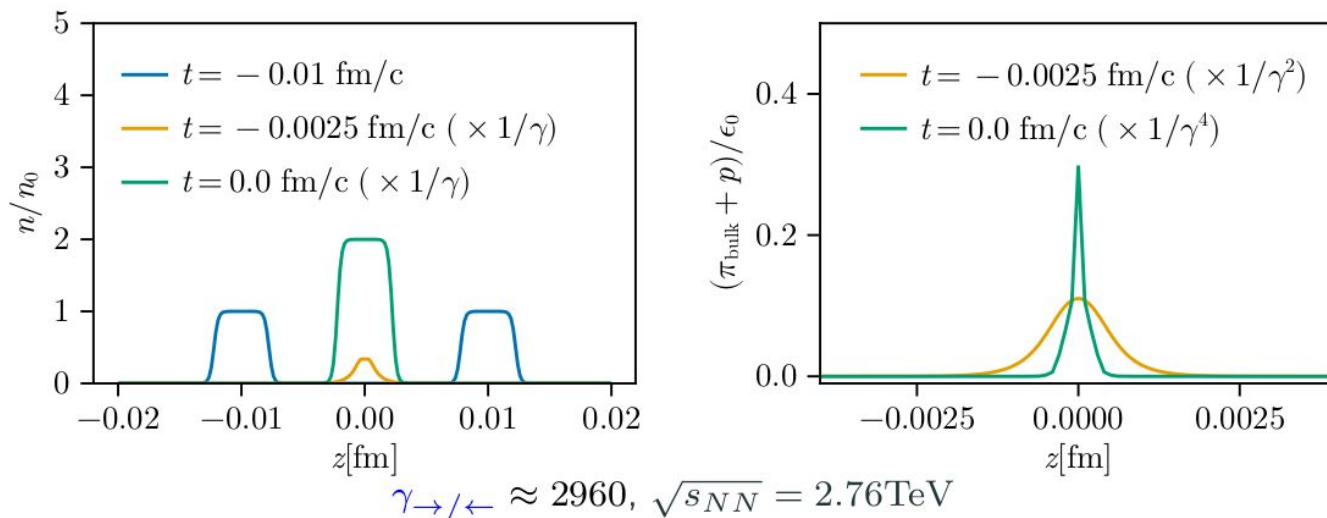 5
4
3
2
1
0
n/n₀
t = −0.01 fm/c
t = −0.0025 fm/c ( × 1/γ)
t = 0.0 fm/c ( × 1/γ)
−0.02 −0.01 0.00 0.01 0.02
z[fm]
0.4
0.2
0.0
(π_bulk + p)/ϵ₀
t = −0.0025 fm/c ( × 1/γ²)
t = 0.0 fm/c ( × 1/γ⁴)
−0.0025 0.0000 0.0025
z[fm]
γ→/← ≈ 2960, √s_NN = 2.76TeV